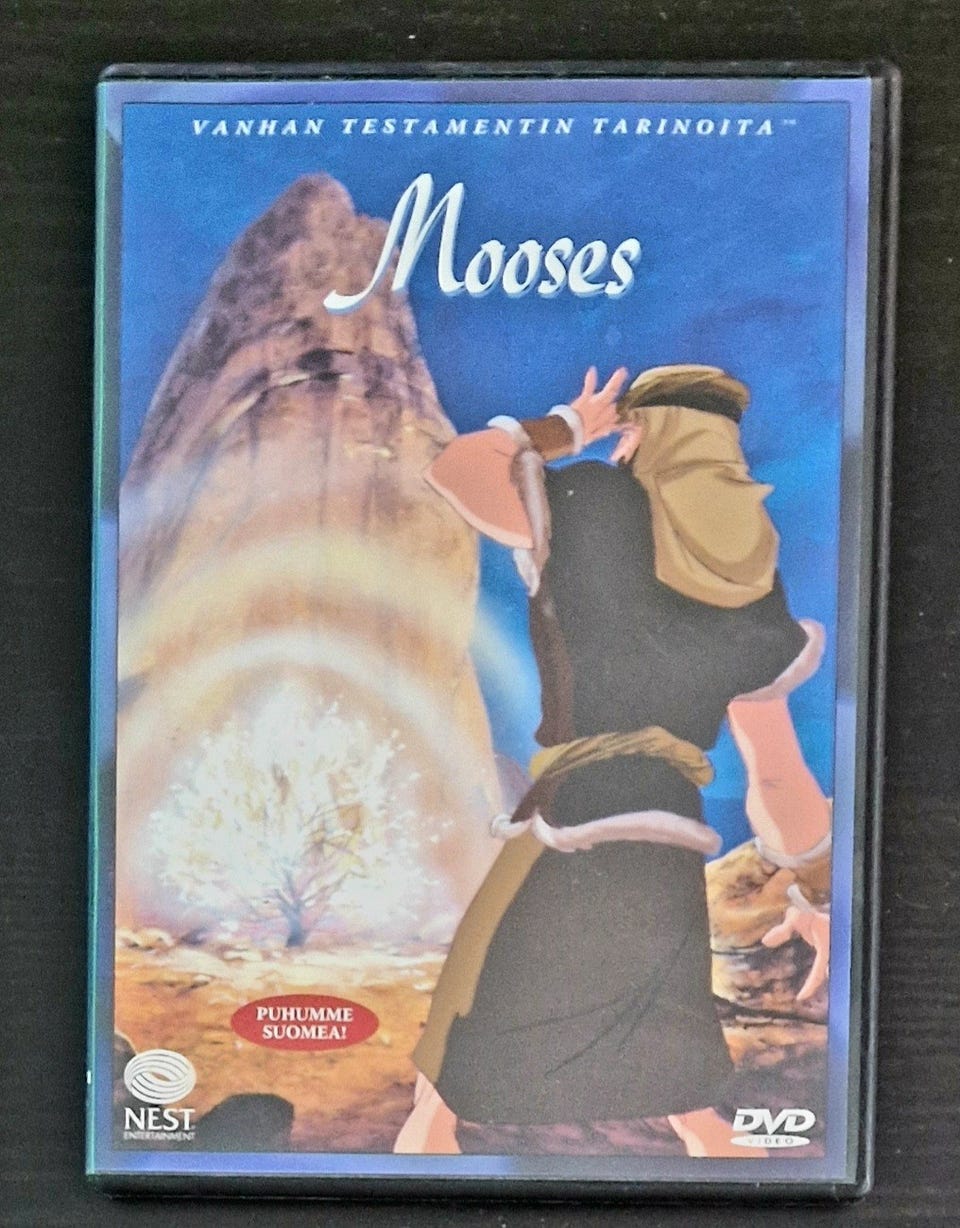 VANHAN TESTAMENTIN TARINOITA™
Mooses
PUHUMME
SUOMEA!
NEST
ENTERTAINMENT
DVD
VIDEO